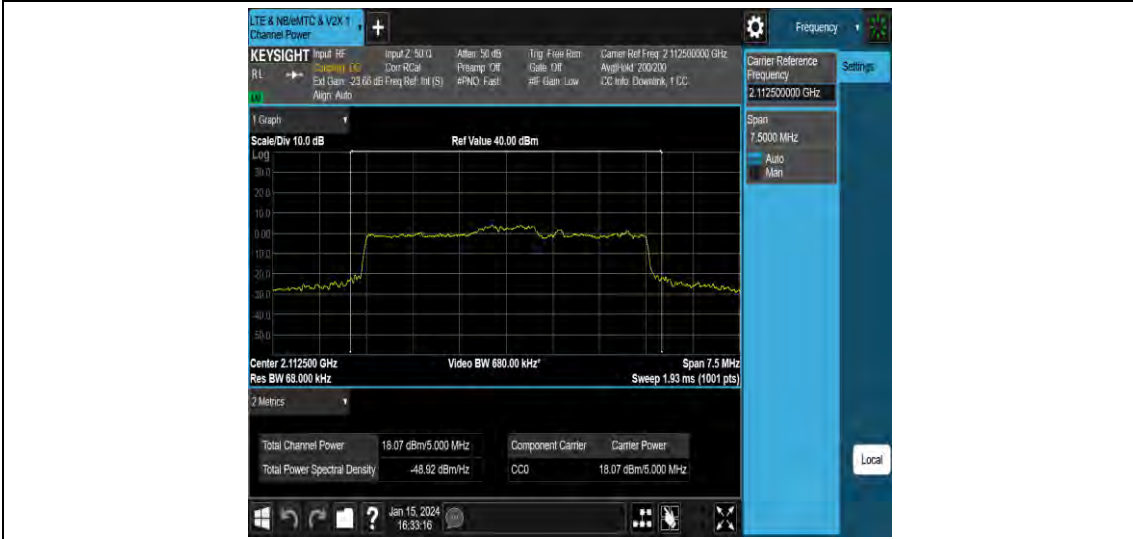 LTE & NB/eMTC & V2X 1
Channel Power
+
Frequency
KEYSIGHT Input: RF Input Z: 50 Ω Atten: 50 dB Trig: Free Run Carrier Ref Freq: 2.112500000 GHz
RL Coupling: DC Corr RCal Preamp: Off Gate: Off Avg|Hold: 200/200
Ext Gain: -23.66 dB Freq Ref: Int (S) #PNO: Fast #IF Gain: Low CC Info: Downlink, 1 CC
Align: Auto
Carrier Reference
Frequency
2.112500000 GHz
Settings
Span
7.5000 MHz
Auto
Man
1 Graph
Scale/Div 10.0 dB Ref Value 40.00 dBm
Log
30.0
20.0
10.0
0.00
-10.0
-20.0
-30.0
-40.0
-50.0
Center 2.112500 GHz Video BW 680.00 kHz* Span 7.5 MHz
Res BW 68.000 kHz Sweep 1.93 ms (1001 pts)
2 Metrics
Total Channel Power 18.07 dBm/5.000 MHz Component Carrier Carrier Power
Total Power Spectral Density -48.92 dBm/Hz CC0 18.07 dBm/5.000 MHz
Local
? Jan 15, 2024
16:33:16